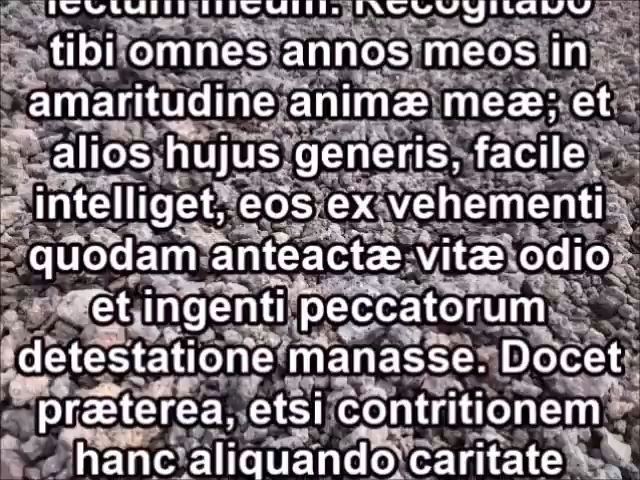 lectum meum. Recogitabo
tibi omnes annos meos in
amaritudine animæ meæ; et
alios hujus generis, facile
intelliget, eos ex vehementi
quodam anteactæ vitæ odio
et ingenti peccatorum
detestatione manasse. Docet
præterea, etsi contritionem
hanc aliquando caritate